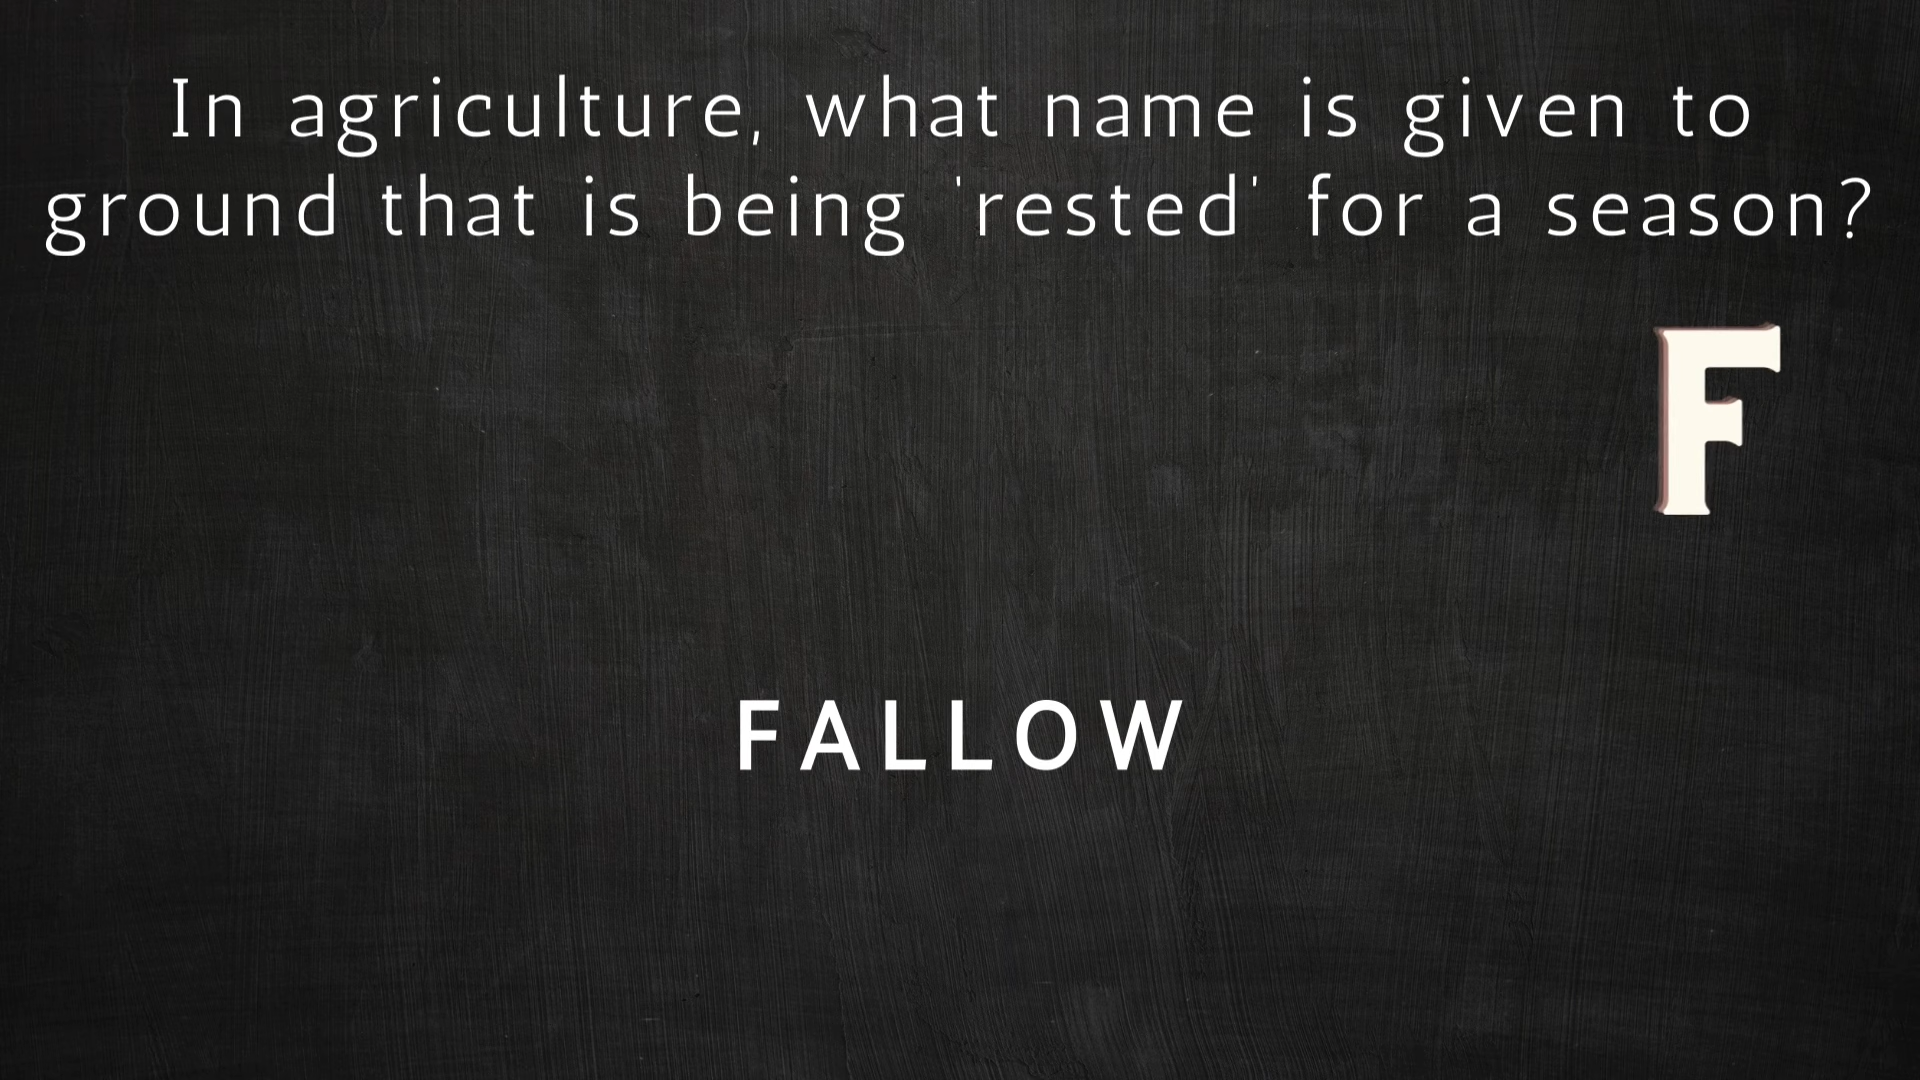 In agriculture, what name is given to
ground that is being 'rested' for a season?
F
FALLOW